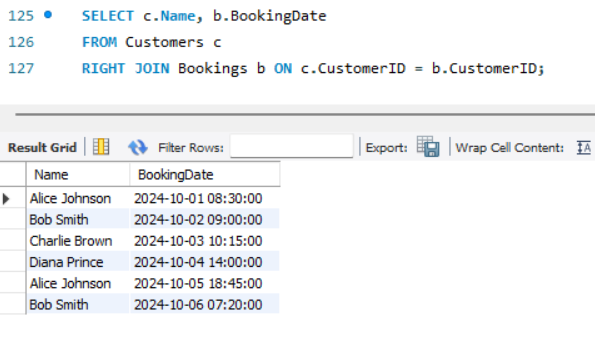 125 SELECT c.Name, b.BookingDate
126 FROM Customers c
127 RIGHT JOIN Bookings b ON c.CustomerID = b.CustomerID;
Result Grid Filter Rows: Export: Wrap Cell Content: IA
Name BookingDate
Alice Johnson 2024-10-01 08:30:00
Bob Smith 2024-10-02 09:00:00
Charlie Brown 2024-10-03 10:15:00
Diana Prince 2024-10-04 14:00:00
Alice Johnson 2024-10-05 18:45:00
Bob Smith 2024-10-06 07:20:00